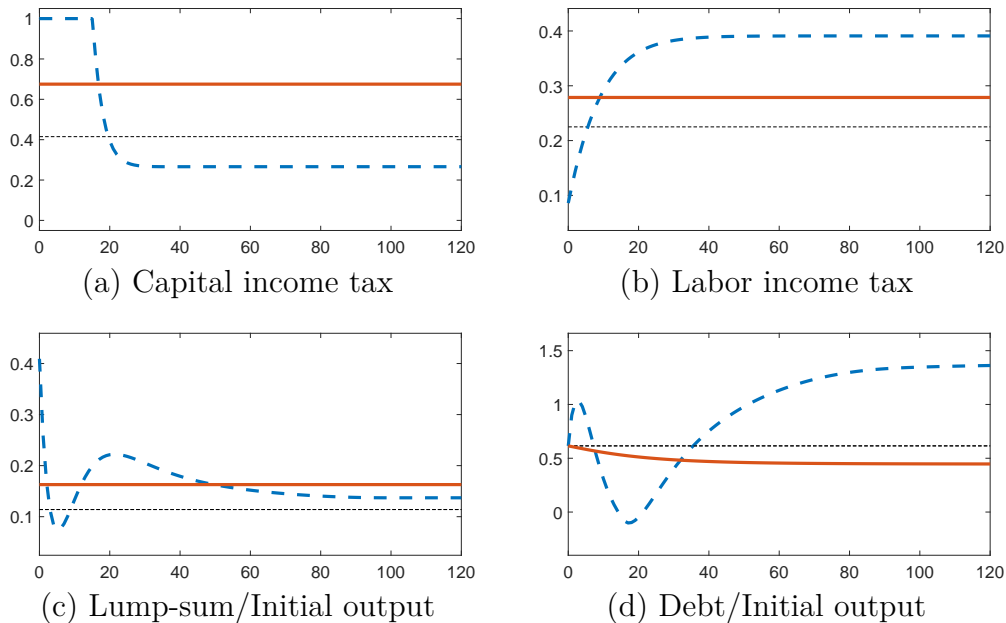 1
0.8
0.6
0.4
0.2
0
0 20 40 60 80 100 120
(a) Capital income tax
0.4
0.3
0.2
0.1
0 20 40 60 80 100 120
(b) Labor income tax
0.4
0.3
0.2
0.1
0 20 40 60 80 100 120
(c) Lump-sum/Initial output
1.5
1
0.5
0
0 20 40 60 80 100 120
(d) Debt/Initial output